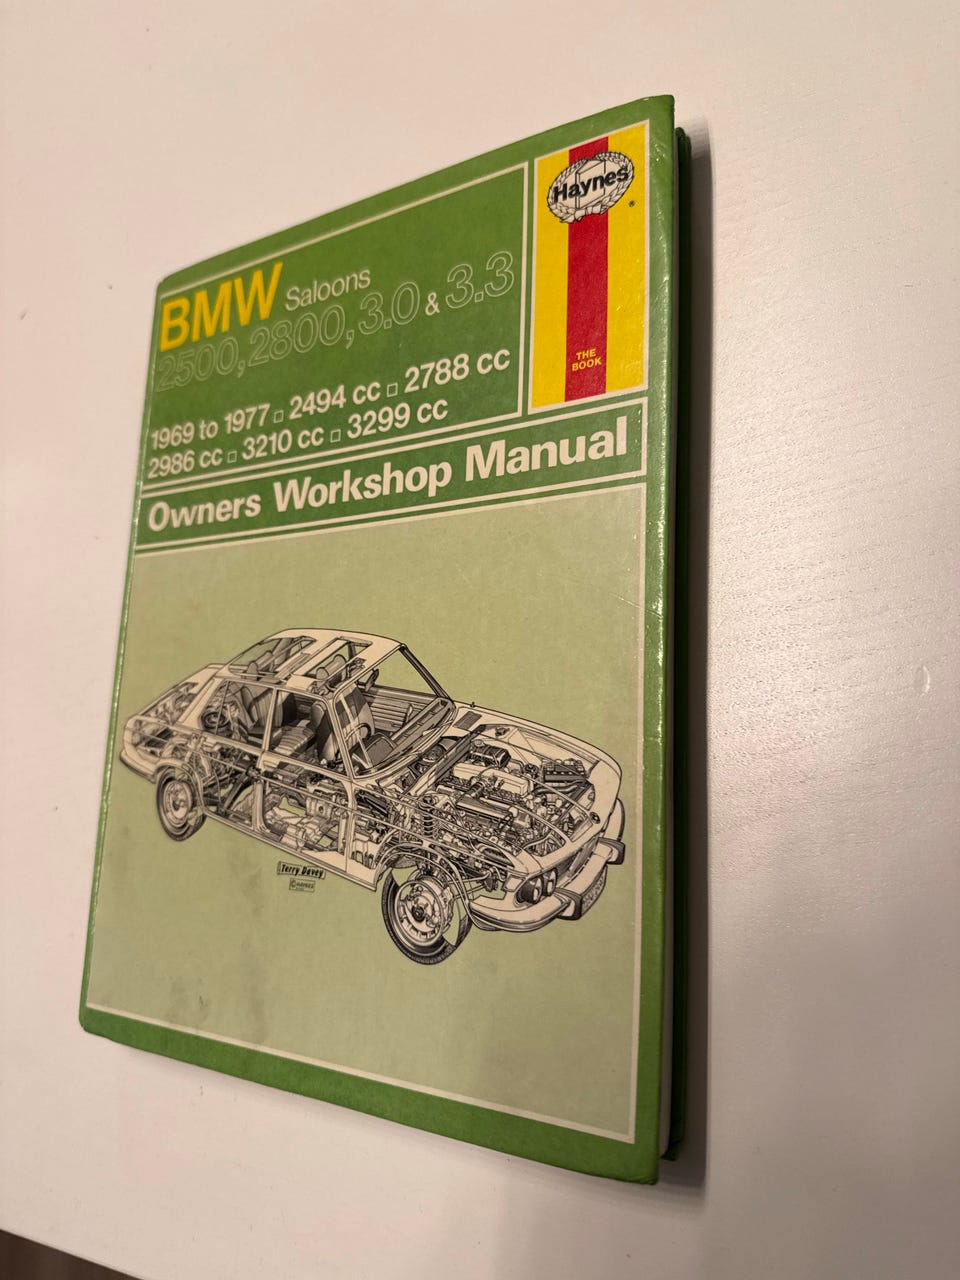 Haynes
®
THE
BOOK
BMW Saloons
2500, 2800, 3.0 & 3.3
1969 to 1977 □ 2494 cc □ 2788 cc
2986 cc □ 3210 cc □ 3299 cc
Owners Workshop Manual
Terry Davey
© HAYNES